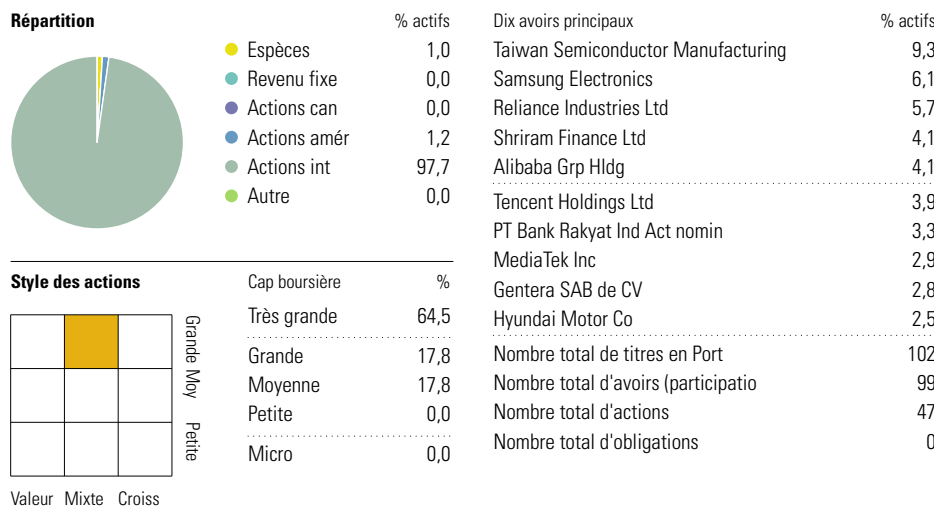 Répartition % actifs
Espèces 1,0
Revenu fixe 0,0
Actions can 0,0
Actions amér 1,2
Actions int 97,7
Autre 0,0
Style des actions
Grande Moy Petite
Valeur Mixte Croiss
Cap boursière %
Très grande 64,5
Grande 17,8
Moyenne 17,8
Petite 0,0
Micro 0,0
Dix avoirs principaux % actifs
Taiwan Semiconductor Manufacturing 9,3
Samsung Electronics 6,1
Reliance Industries Ltd 5,7
Shriram Finance Ltd 4,1
Alibaba Grp Hldg 4,1
Tencent Holdings Ltd 3,9
PT Bank Rakyat Ind Act nomin 3,3
MediaTek Inc 2,9
Gentera SAB de CV 2,8
Hyundai Motor Co 2,5
Nombre total de titres en Port 102
Nombre total d'avoirs (participatio 99
Nombre total d'actions 47
Nombre total d'obligations 0